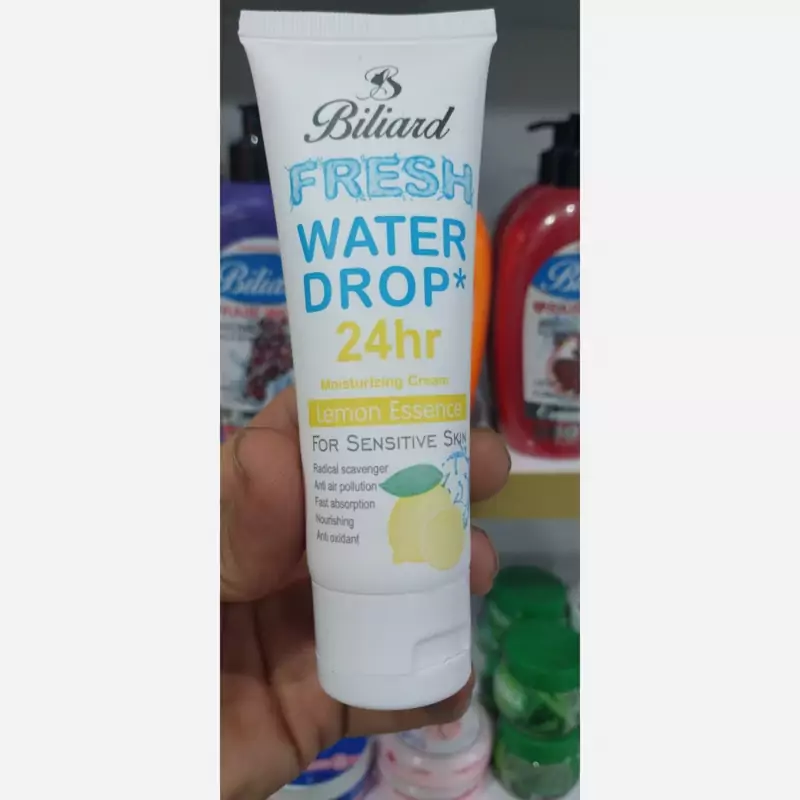 B
Biliard
FRESH
WATER
DROP*
24hr
Moisturizing Cream
Lemon Essence
FOR SENSITIVE SKIN
Radical scavenger
Anti air pollution
Fast absorption
Nourishing
Anti oxidant